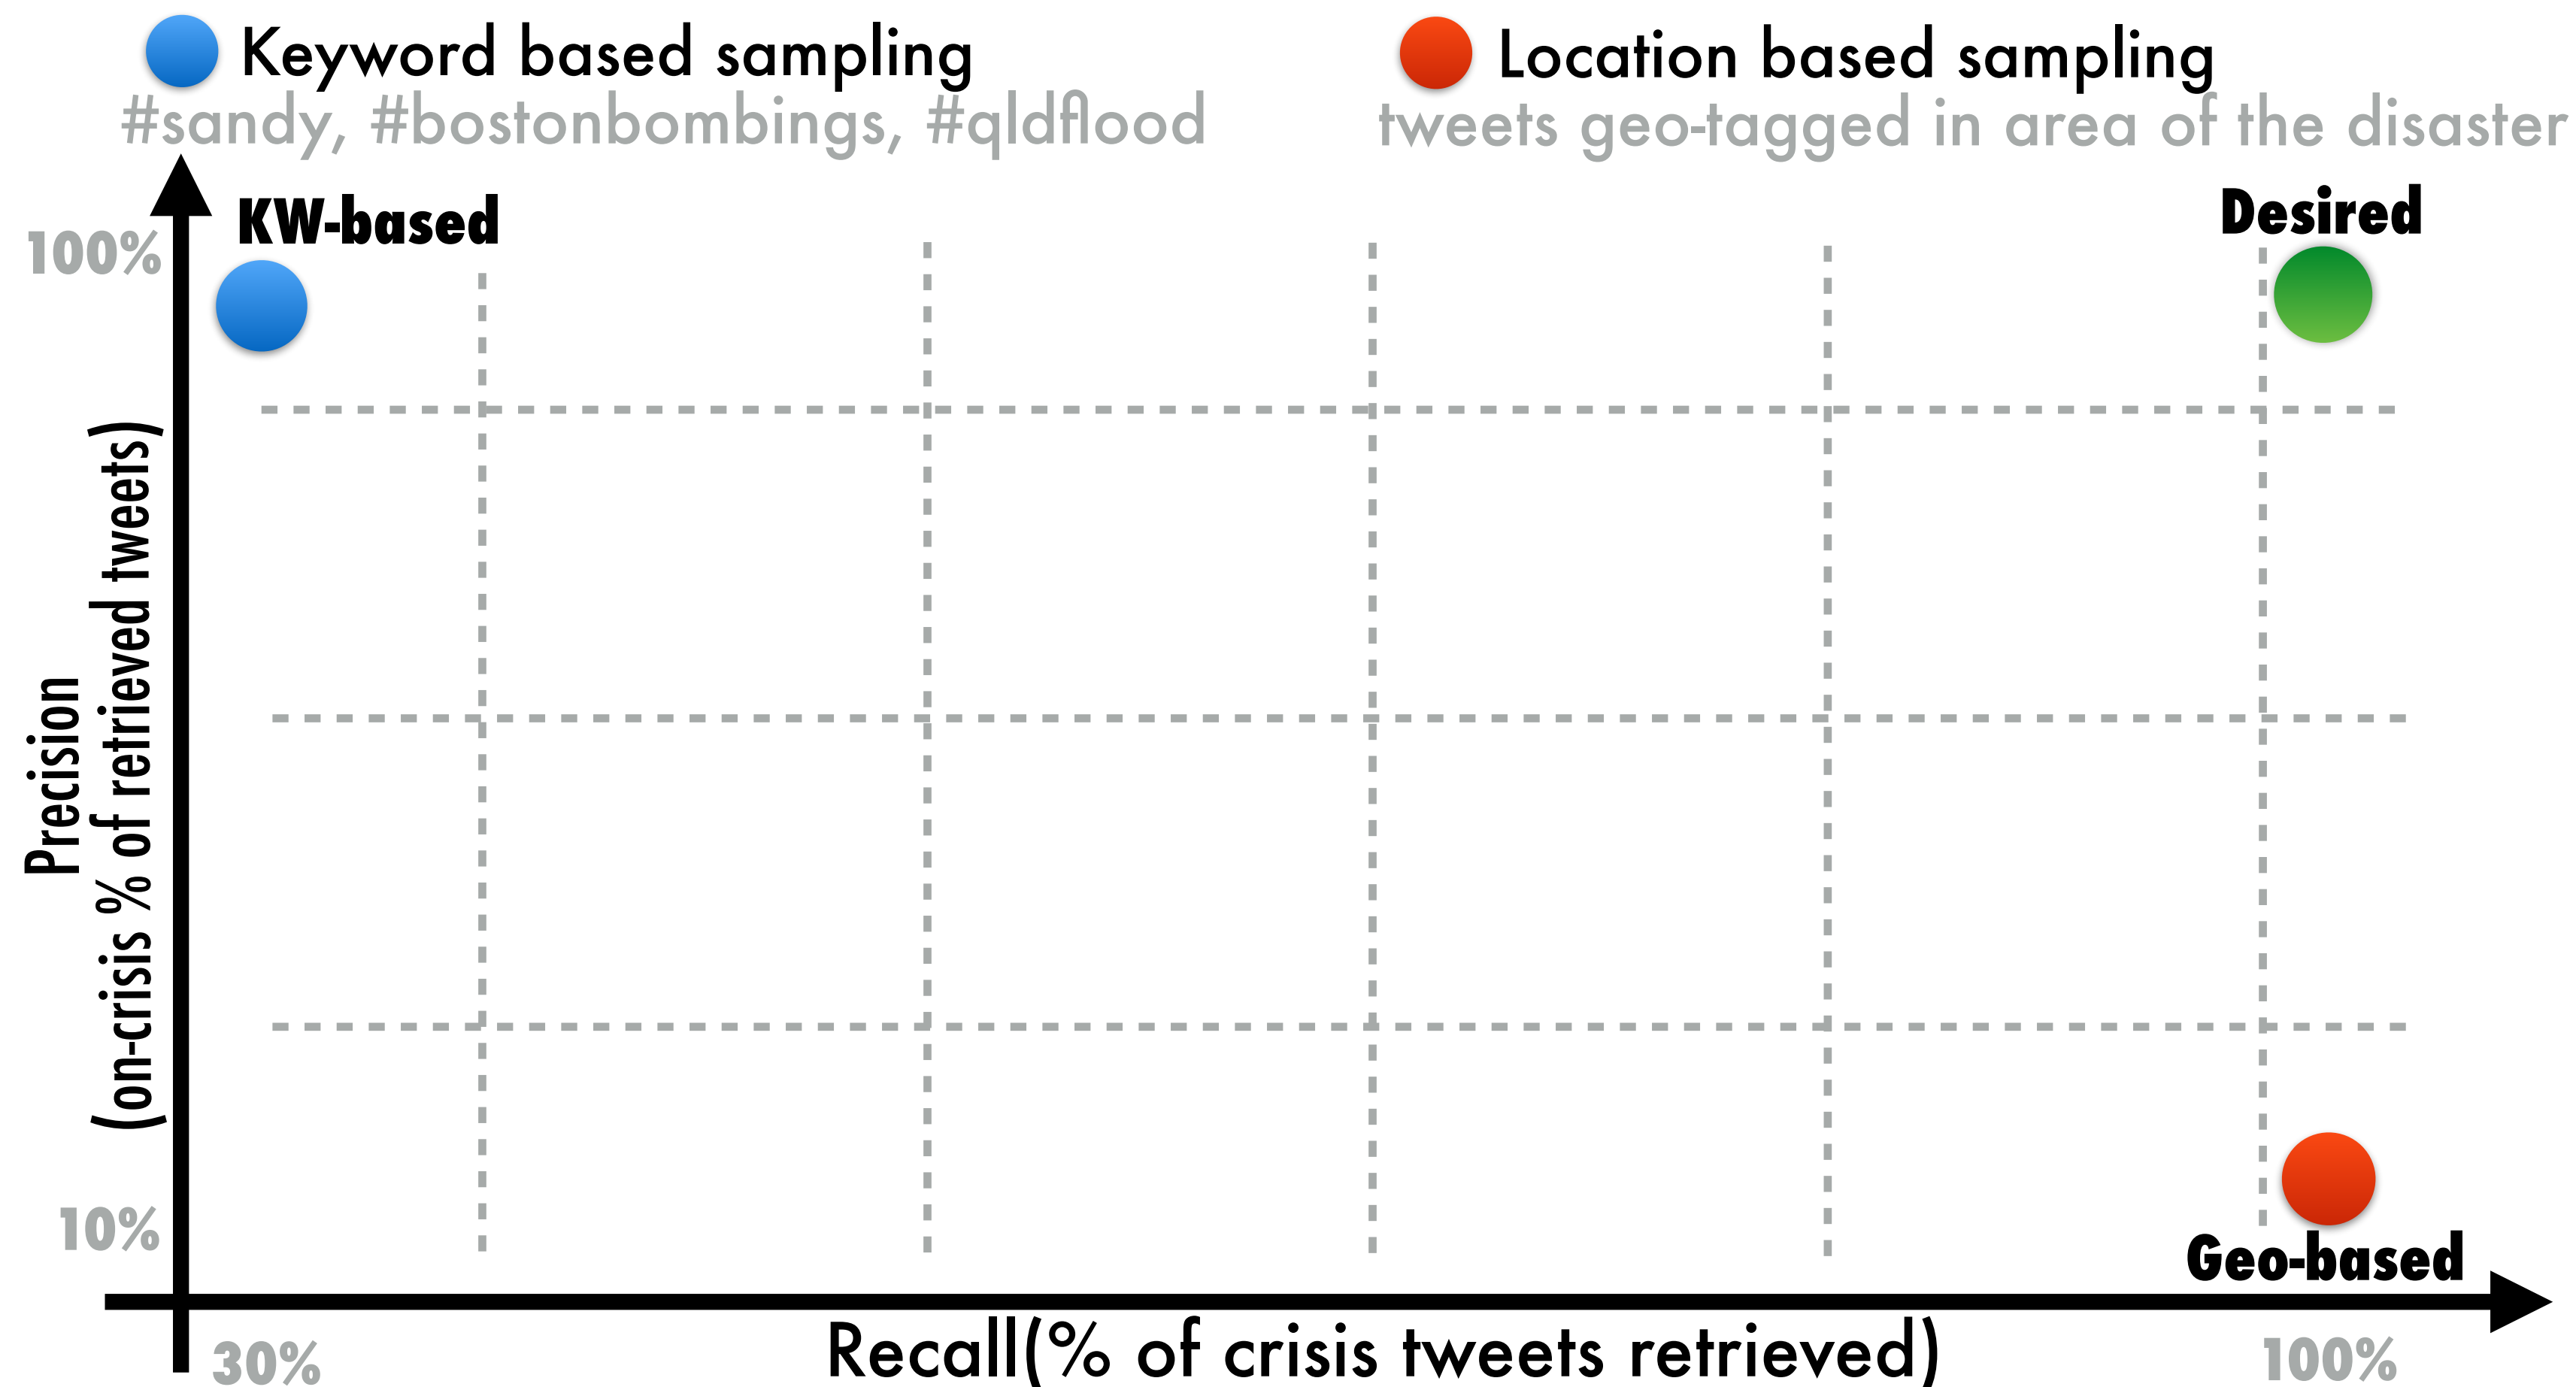 Keyword based sampling
#sandy, #bostonbombings, #qldflood
Location based sampling
tweets geo-tagged in area of the disaster
KW-based
Desired
100%
Precision
(on-crisis % of retrieved tweets)
10%
Geo-based
Recall(% of crisis tweets retrieved)
30%
100%